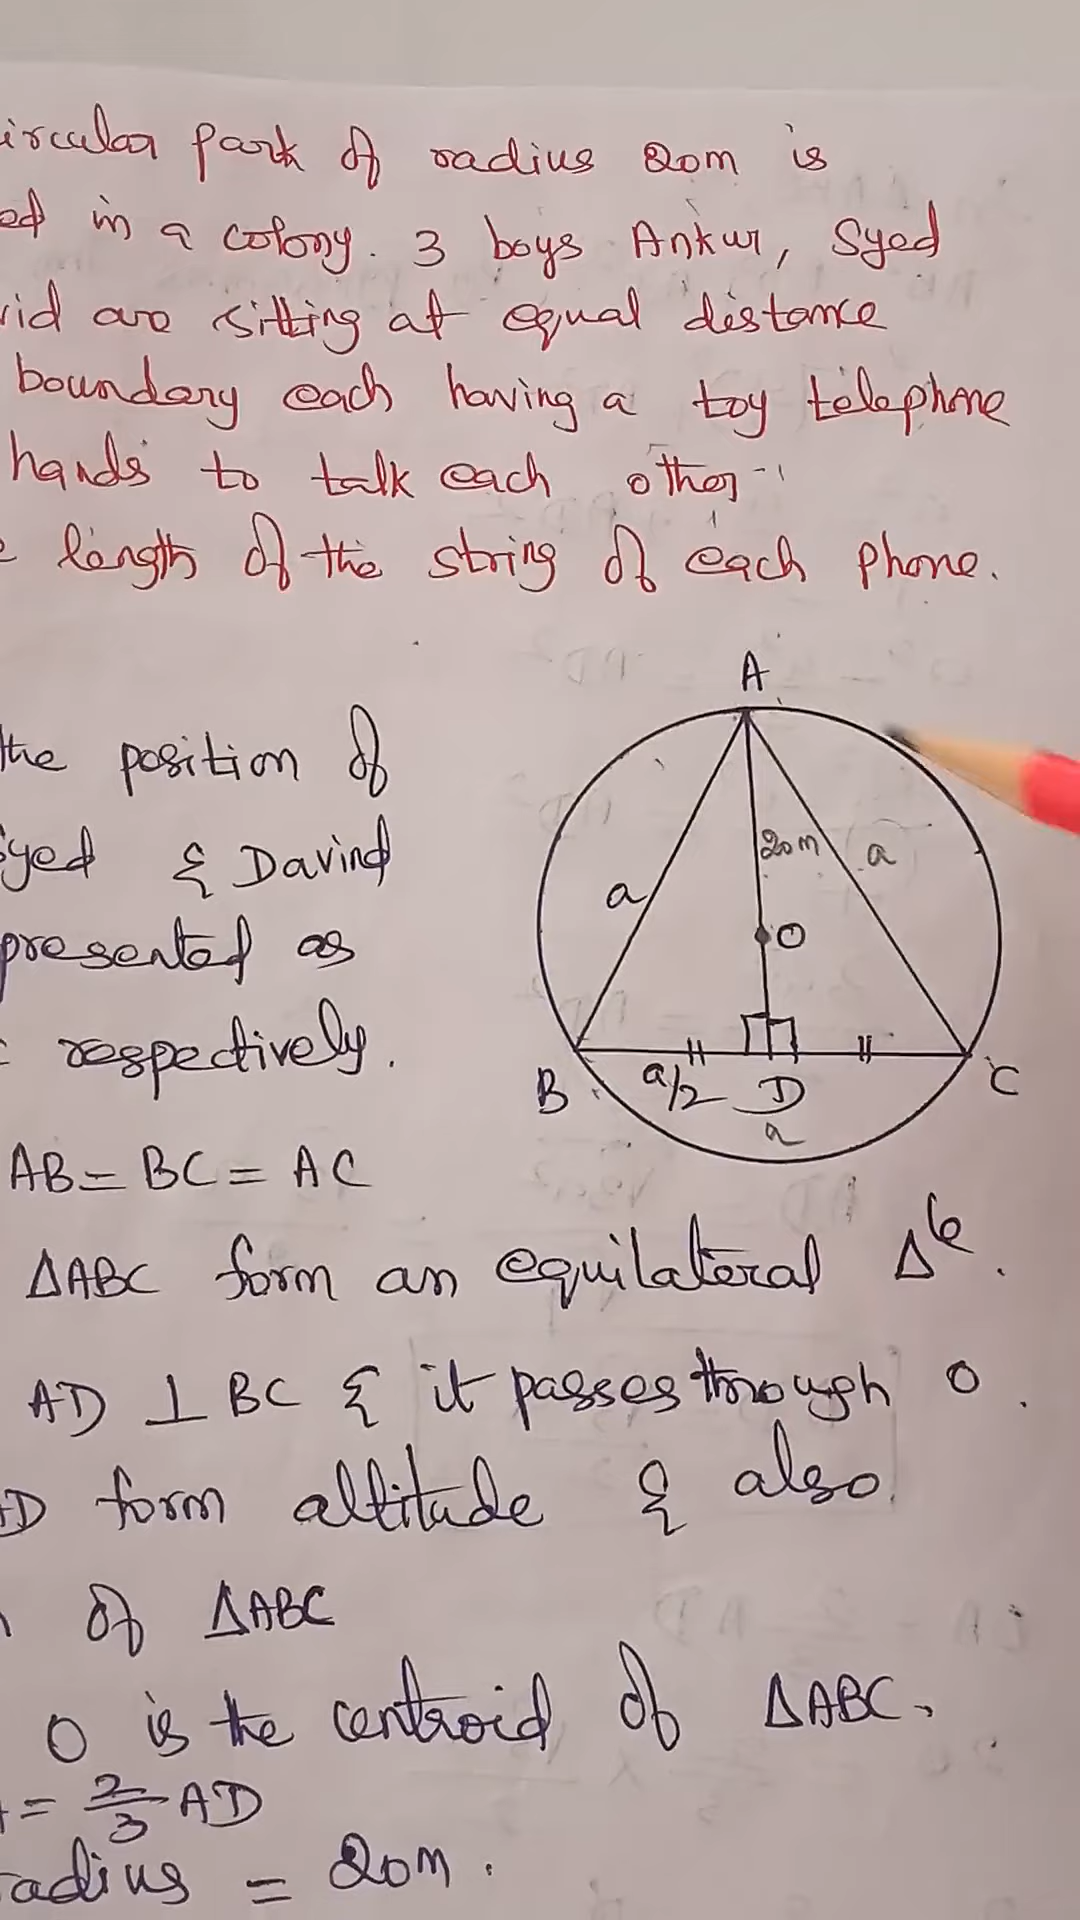 ircular park of radius 20m is
ed in a colony. 3 boys Ankur, Syed
vid are sitting at equal distance
boundary each having a toy telephone
hands to talk each other
e length of the string of each phone.
A
the position of
Syed & David
20m
a
a
presented as
O
respectively.
B
a/2
D
C
a
AB = BC = AC
ΔABC form an equilateral Δle.
AD ⊥ BC & it passes through O.
AD form altitude & also
n of ΔABC
O is the centroid of ΔABC.
A = 2/3 AD
radius = 20m.